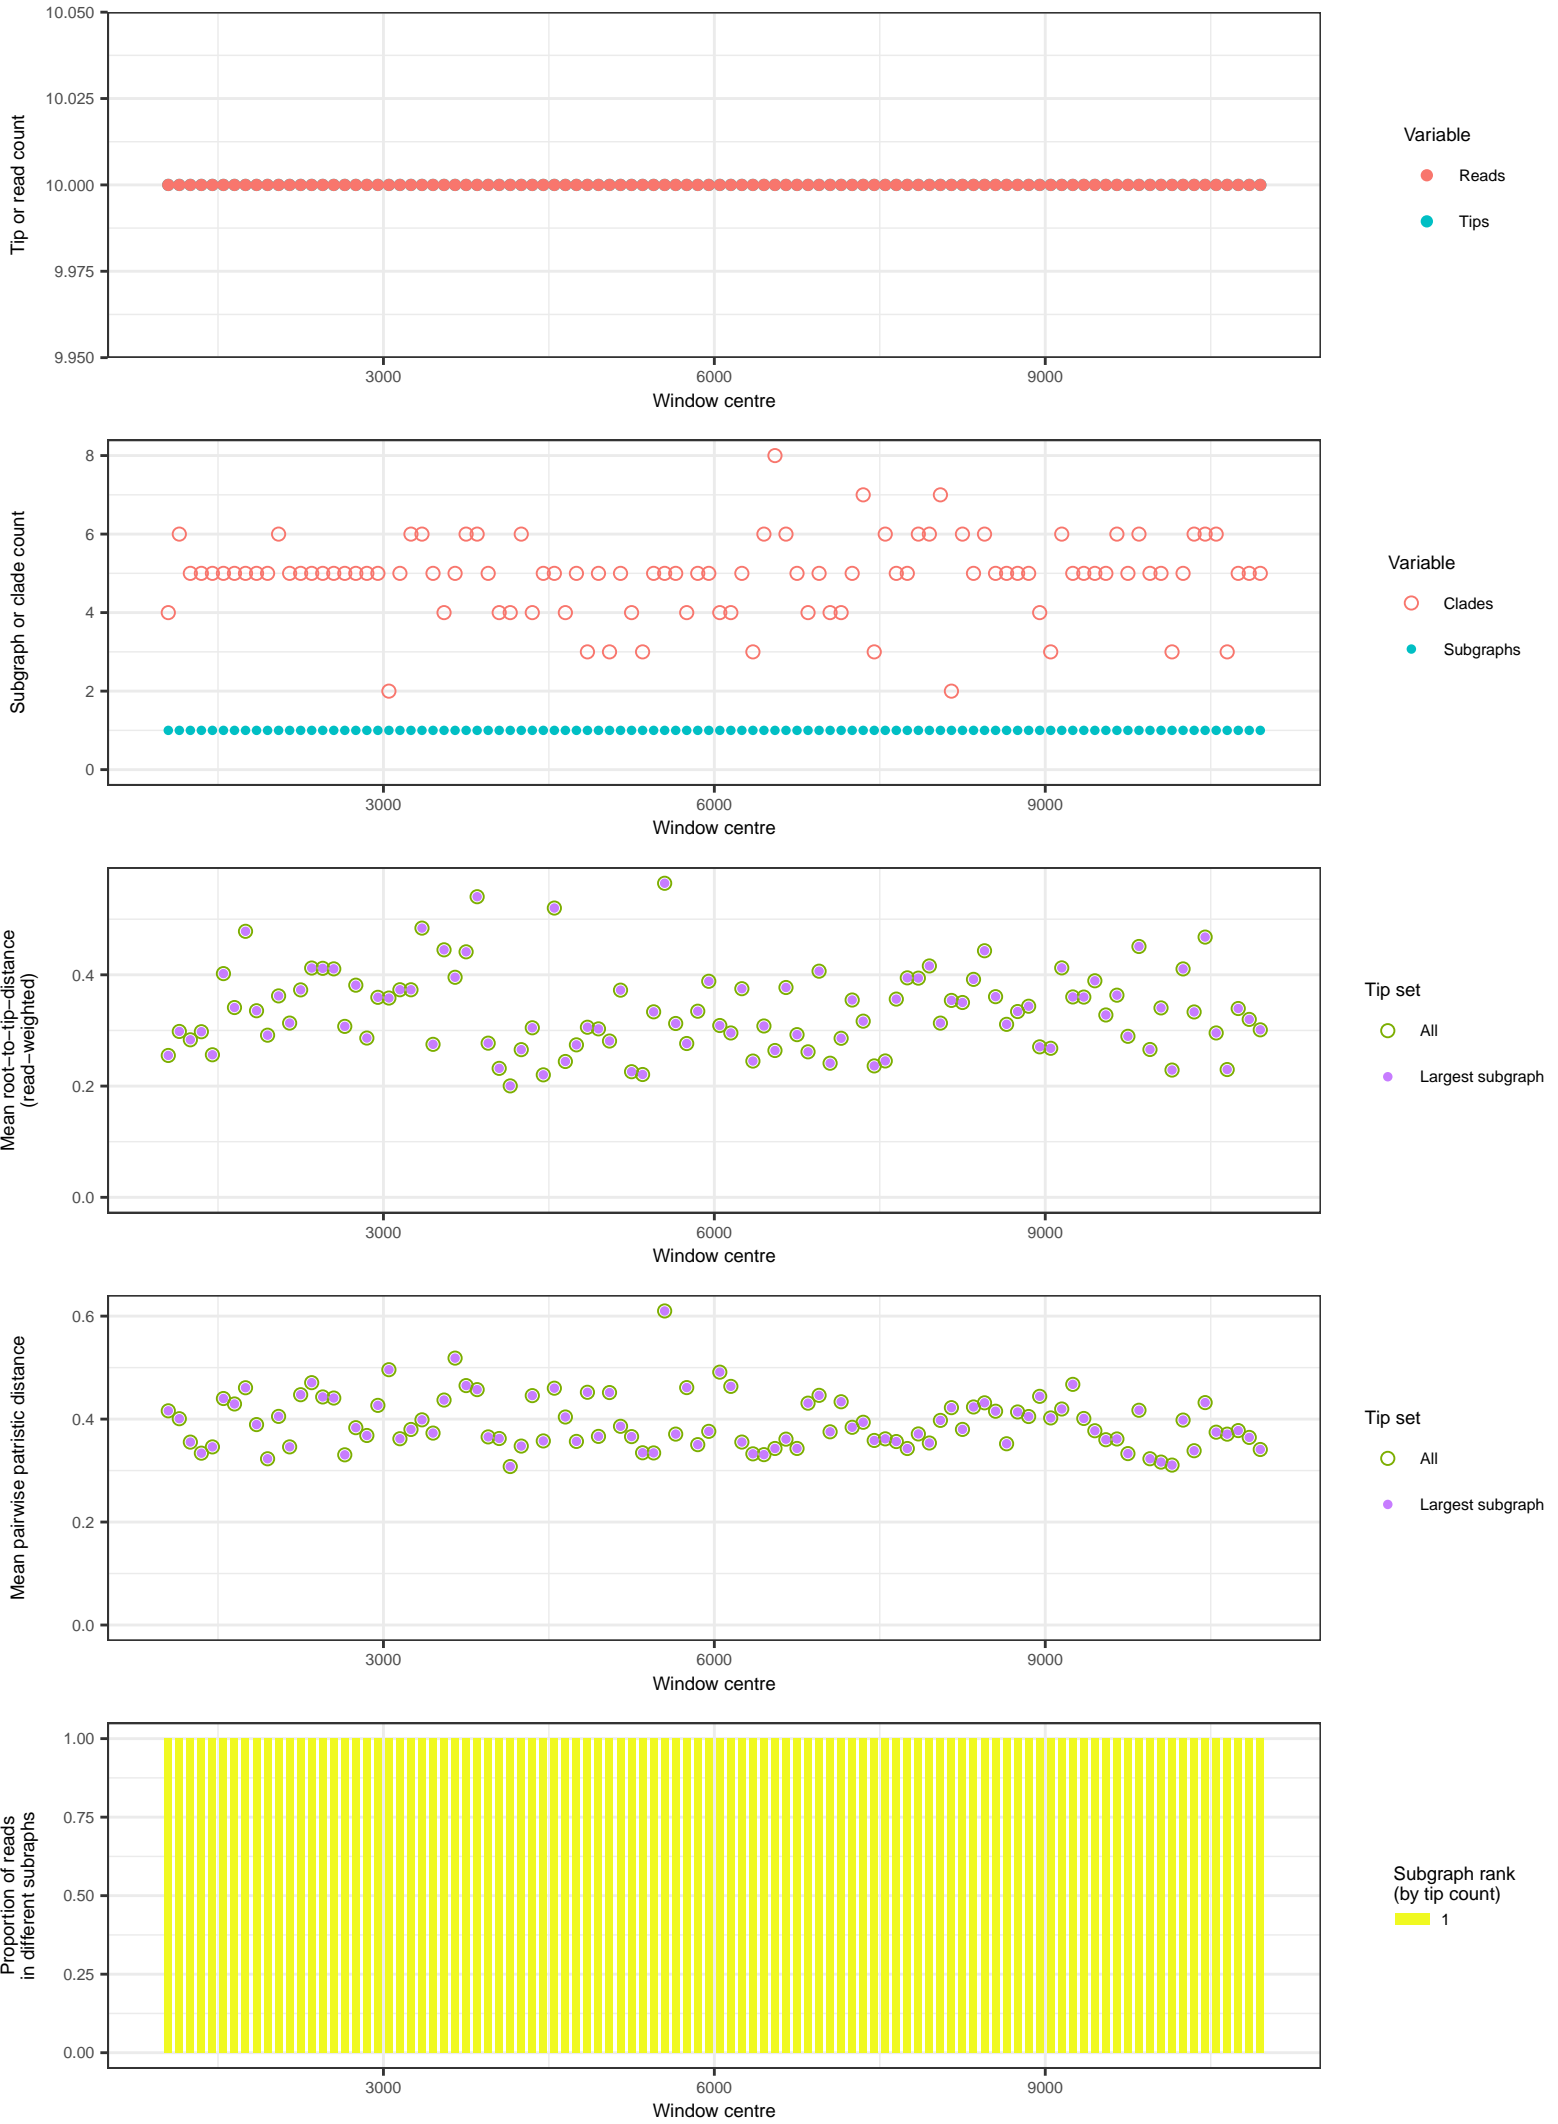 10.050
10.025
10.000
9.975
9.950
Tip or read count
3000
6000
9000
Window centre
Variable
Reads
Tips
8
6
4
2
0
Subgraph or clade count
3000
6000
9000
Window centre
Variable
Clades
Subgraphs
0.4
0.2
0.0
Mean root−to−tip−distance
(read−weighted)
3000
6000
9000
Window centre
Tip set
All
Largest subgraph
0.6
0.4
0.2
0.0
Mean pairwise patristic distance
3000
6000
9000
Window centre
Tip set
All
Largest subgraph
1.00
0.75
0.50
0.25
0.00
Proportion of reads
in different subraphs
3000
6000
9000
Window centre
Subgraph rank
(by tip count)
1